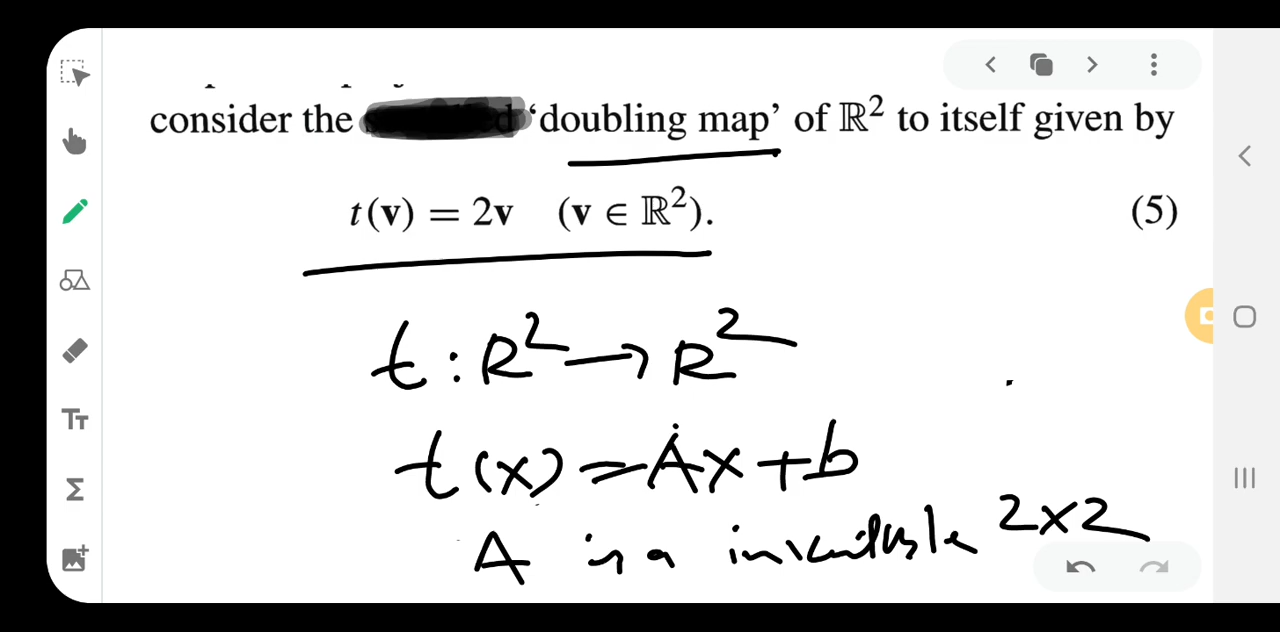 consider the 'doubling map' of ℝ² to itself given by
t(v) = 2v (v ∈ ℝ²). (5)
t : R² → R²
t(x) = Ax + b
A is a invertible 2x2
Tт
Σ